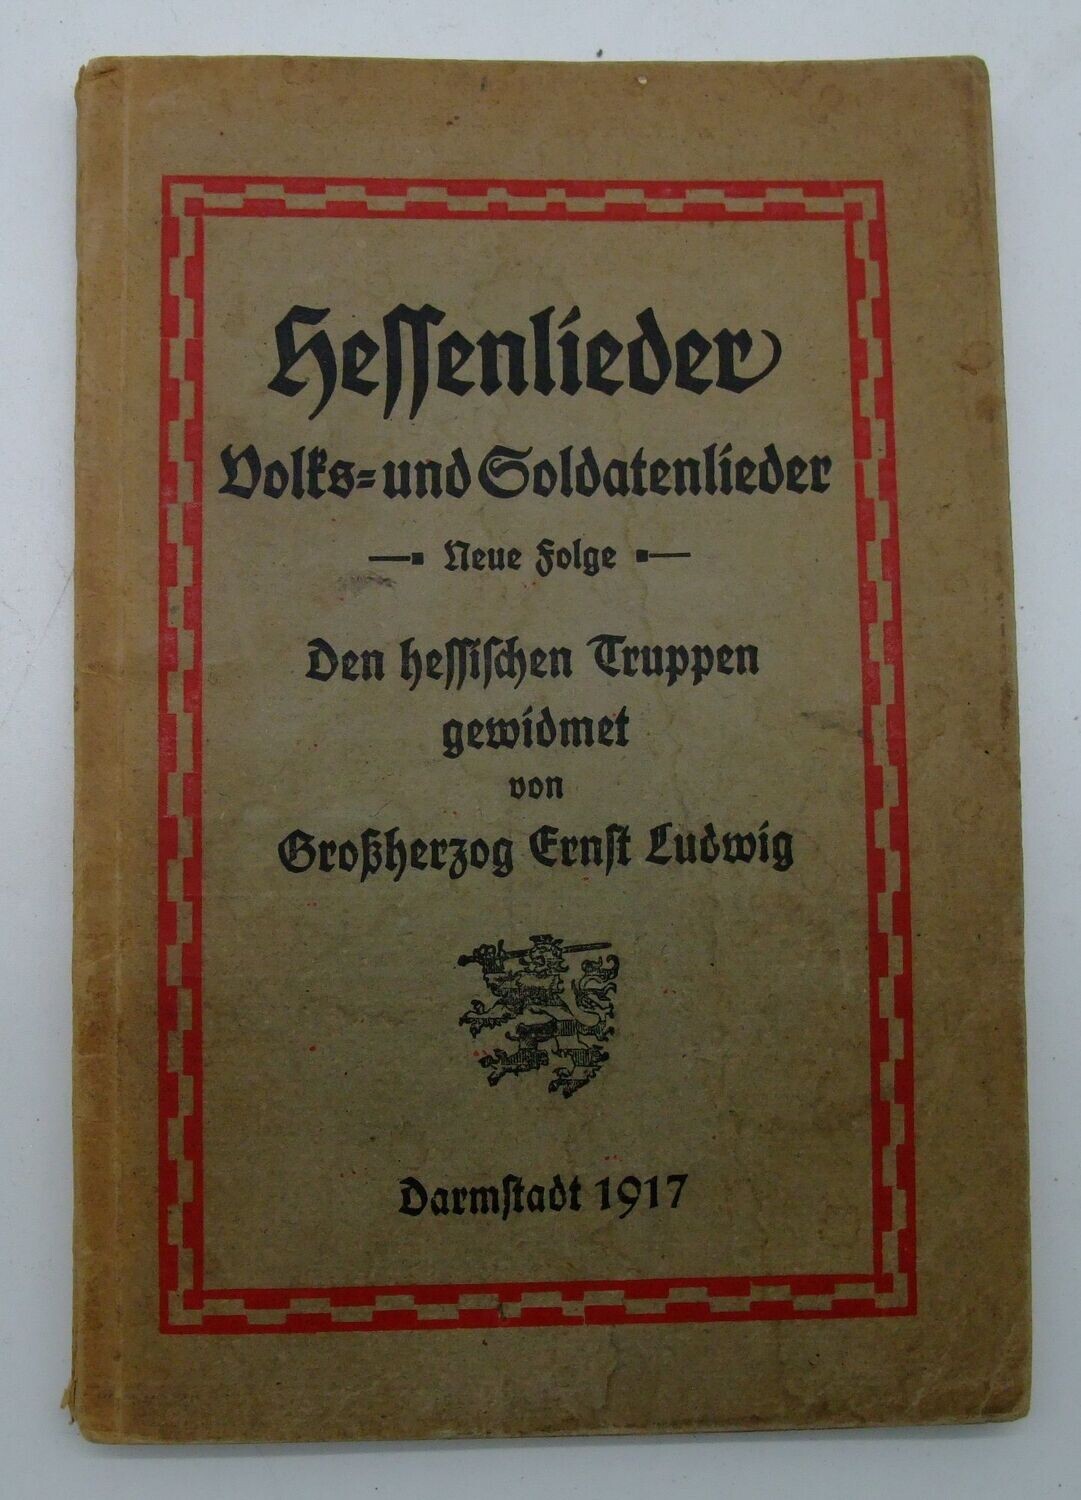 Hessenlieder
Volks=und Soldatenlieder
Neue Folge
Den hessischen Truppen
gewidmet
von
Großherzog Ernst Ludwig
Darmstadt 1917